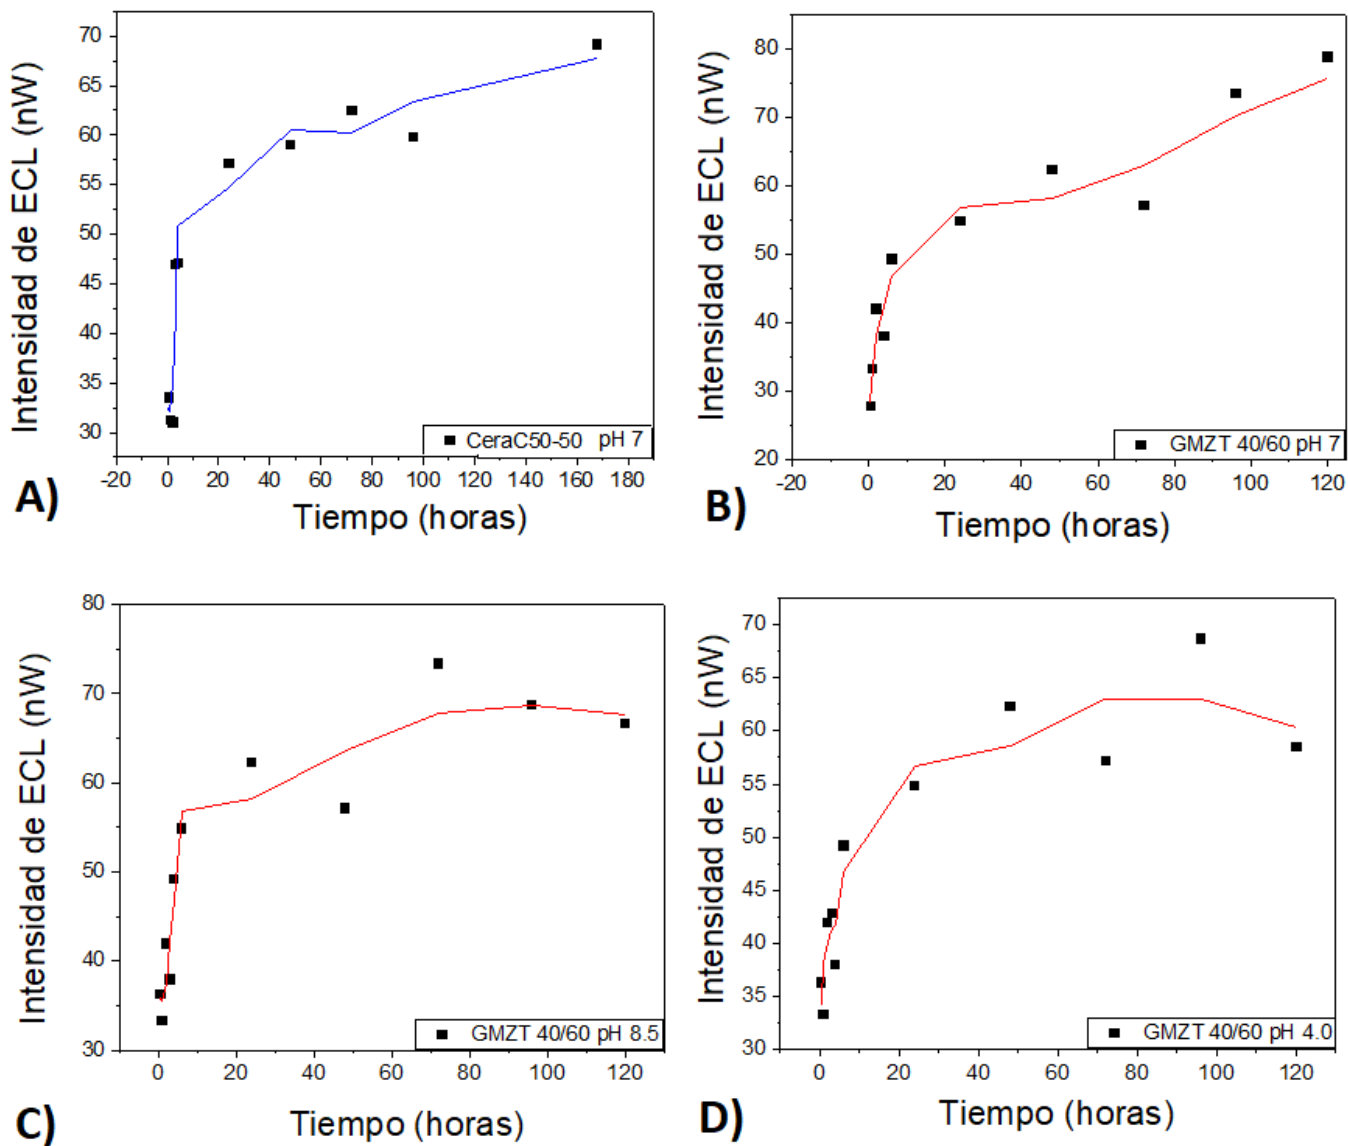 Intensidad de ECL (nW)
70
65
60
55
50
45
40
35
30
-20 0 20 40 60 80 100 120 140 160 180
CeraC50-50 pH 7
Tiempo (horas)
A)
Intensidad de ECL (nW)
80
70
60
50
40
30
20
-20 0 20 40 60 80 100 120
GMZT 40/60 pH 7
Tiempo (horas)
B)
Intensidad de ECL (nW)
80
70
60
50
40
30
0 20 40 60 80 100 120
GMZT 40/60 pH 8.5
Tiempo (horas)
C)
Intensidad de ECL (nW)
70
65
60
55
50
45
40
35
30
0 20 40 60 80 100 120
GMZT 40/60 pH 4.0
Tiempo (horas)
D)